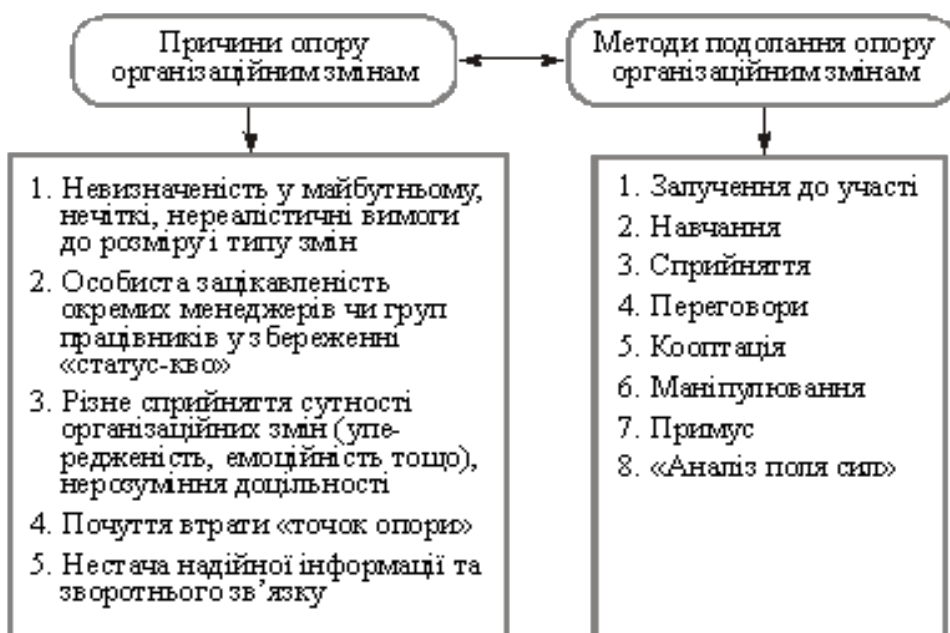 Причини опору
організаційним змінам
Методи подолання опору
організаційним змінам
1. Невизначеність у майбутньому,
нечіткі, нереалістичні вимоги
до розміру і типу змін
2. Особиста зацікавленість
окремих менеджерів чи груп
працівників у збереженні
«статус-кво»
3. Різне сприйняття сутності
організаційних змін (упе-
редженість, емоційність тощо),
нерозуміння доцільності
4. Почуття втрати «точок опори»
5. Нестача надійної інформації та
зворотнього зв’язку
1. Залучення до участі
2. Навчання
3. Сприйняття
4. Переговори
5. Кооптація
6. Маніпулювання
7. Примус
8. «Аналіз поля сил»